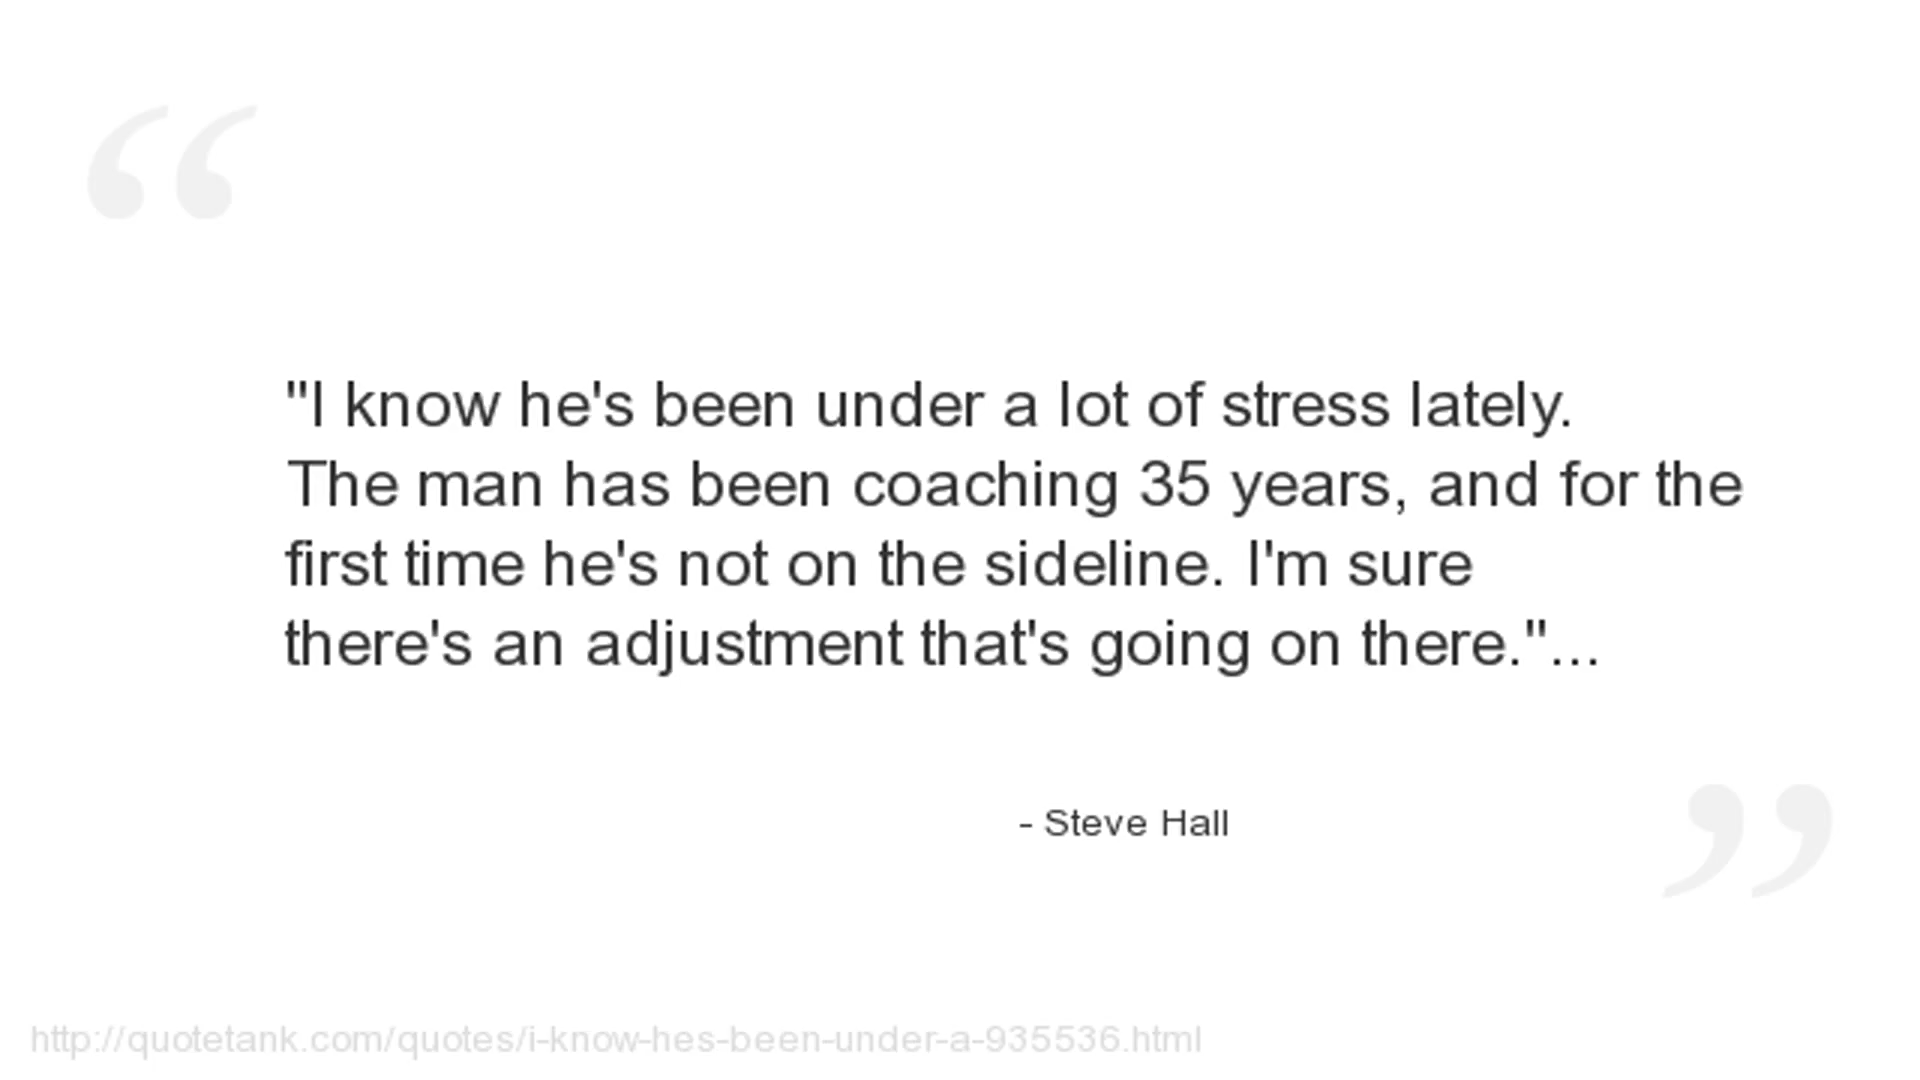 "I know he's been under a lot of stress lately.
The man has been coaching 35 years, and for the
first time he's not on the sideline. I'm sure
there's an adjustment that's going on there."...
- Steve Hall
http://quotetank.com/quotes/i-know-hes-been-under-a-935536.html